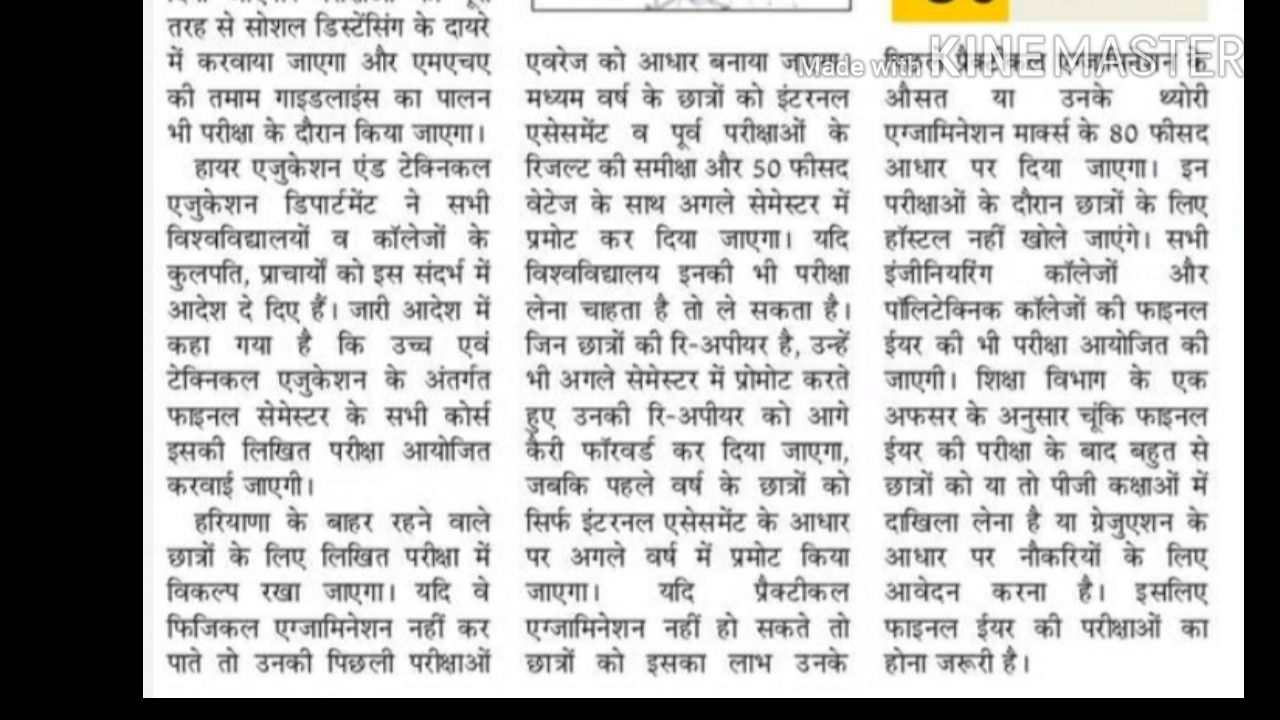 तरह से सोशल डिस्टेंसिंग के दायरे
में करवाया जाएगा और एमएचए
की तमाम गाइडलाइंस का पालन
भी परीक्षा के दौरान किया जाएगा।
हायर एजुकेशन एंड टेक्निकल
एजुकेशन डिपार्टमेंट ने सभी
विश्वविद्यालयों व कॉलेजों के
कुलपति, प्राचार्यों को इस संदर्भ में
आदेश दे दिए हैं। जारी आदेश में
कहा गया है कि उच्च एवं
टेक्निकल एजुकेशन के अंतर्गत
फाइनल सेमेस्टर के सभी कोर्स
इसकी लिखित परीक्षा आयोजित
करवाई जाएगी।
हरियाणा के बाहर रहने वाले
छात्रों के लिए लिखित परीक्षा में
विकल्प रखा जाएगा। यदि वे
फिजिकल एग्जामिनेशन नहीं कर
पाते तो उनकी पिछली परीक्षाओं
एवरेज को आधार बनाया जाएगा।
मध्यम वर्ष के छात्रों को इंटरनल
एसेसमेंट व पूर्व परीक्षाओं के
रिजल्ट की समीक्षा और 50 फीसद
वेटेज के साथ अगले सेमेस्टर में
प्रमोट कर दिया जाएगा। यदि
विश्वविद्यालय इनकी भी परीक्षा
लेना चाहता है तो ले सकता है।
जिन छात्रों की रि-अपीयर है, उन्हें
भी अगले सेमेस्टर में प्रोमोट करते
हुए उनकी रि-अपीयर को आगे
कैरी फॉरवर्ड कर दिया जाएगा,
जबकि पहले वर्ष के छात्रों को
सिर्फ इंटरनल एसेसमेंट के आधार
पर अगले वर्ष में प्रमोट किया
जाएगा। यदि प्रैक्टीकल
एग्जामिनेशन नहीं हो सकते तो
छात्रों को इसका लाभ उनके
प्रैक्टिकल एग्जामिनेशन के
औसत या उनके थ्योरी
एग्जामिनेशन मार्क्स के 80 फीसद
आधार पर दिया जाएगा। इन
परीक्षाओं के दौरान छात्रों के लिए
हॉस्टल नहीं खोले जाएंगे। सभी
इंजीनियरिंग कॉलेजों और
पॉलिटेक्निक कॉलेजों की फाइनल
ईयर की भी परीक्षा आयोजित की
जाएगी। शिक्षा विभाग के एक
अफसर के अनुसार चूंकि फाइनल
ईयर की परीक्षा के बाद बहुत से
छात्रों को या तो पीजी कक्षाओं में
दाखिला लेना है या ग्रेजुएशन के
आधार पर नौकरियों के लिए
आवेदन करना है। इसलिए
फाइनल ईयर की परीक्षाओं का
होना जरूरी है।
Made with KINEMASTER